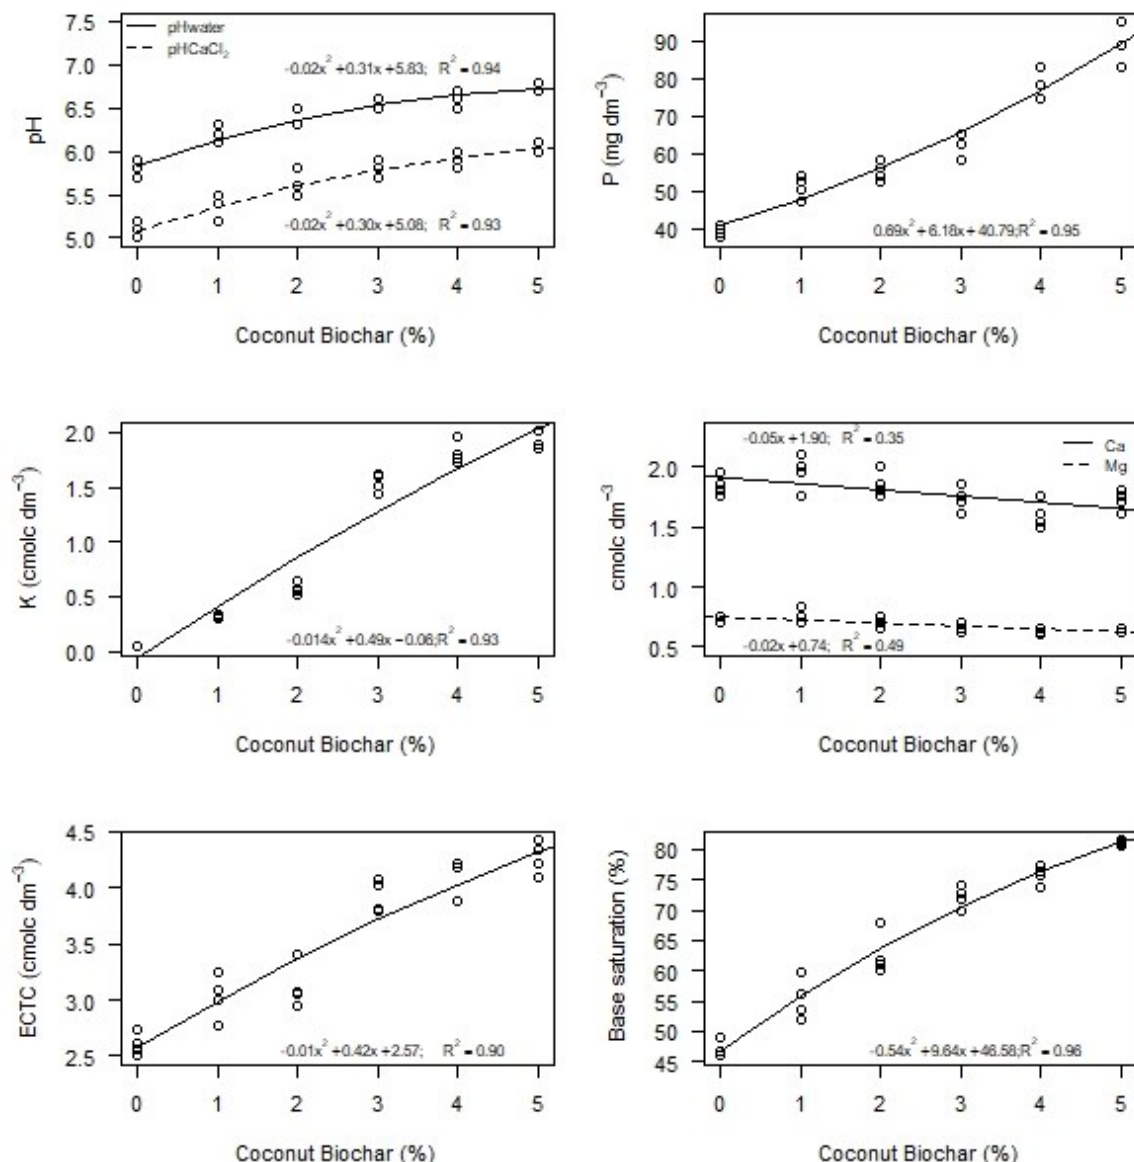 pHwater
pHCaCl₂
-0.02x² +0.31x +5.83; R² = 0.94
-0.02x² +0.30x +5.08; R² = 0.93
7.5
7.0
6.5
6.0
5.5
5.0
pH
0 1 2 3 4 5
Coconut Biochar (%)
90
80
70
60
50
40
P (mg dm⁻³)
0.69x² + 6.18x + 40.79;R² = 0.95
0 1 2 3 4 5
Coconut Biochar (%)
2.0
1.5
1.0
0.5
0.0
K (cmolc dm⁻³)
-0.014x² +0.49x −0.06;R² = 0.93
0 1 2 3 4 5
Coconut Biochar (%)
-0.05x +1.90; R² = 0.35
Ca
Mg
2.0
1.5
1.0
0.5
cmolc dm⁻³
-0.02x +0.74; R² = 0.49
0 1 2 3 4 5
Coconut Biochar (%)
4.5
4.0
3.5
3.0
2.5
ECTC (cmolc dm⁻³)
-0.01x² +0.42x +2.57; R² = 0.90
0 1 2 3 4 5
Coconut Biochar (%)
80
75
70
65
60
55
50
45
Base saturation (%)
-0.54x² + 9.64x + 46.58;R² = 0.96
0 1 2 3 4 5
Coconut Biochar (%)